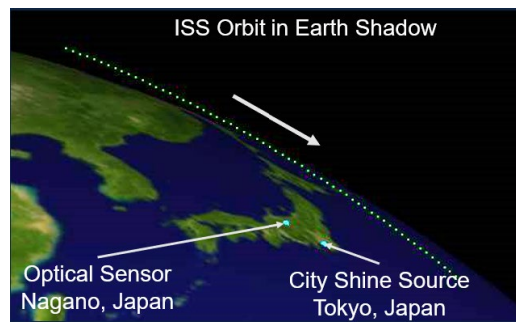 ISS Orbit in Earth Shadow
Optical Sensor
Nagano, Japan
City Shine Source
Tokyo, Japan